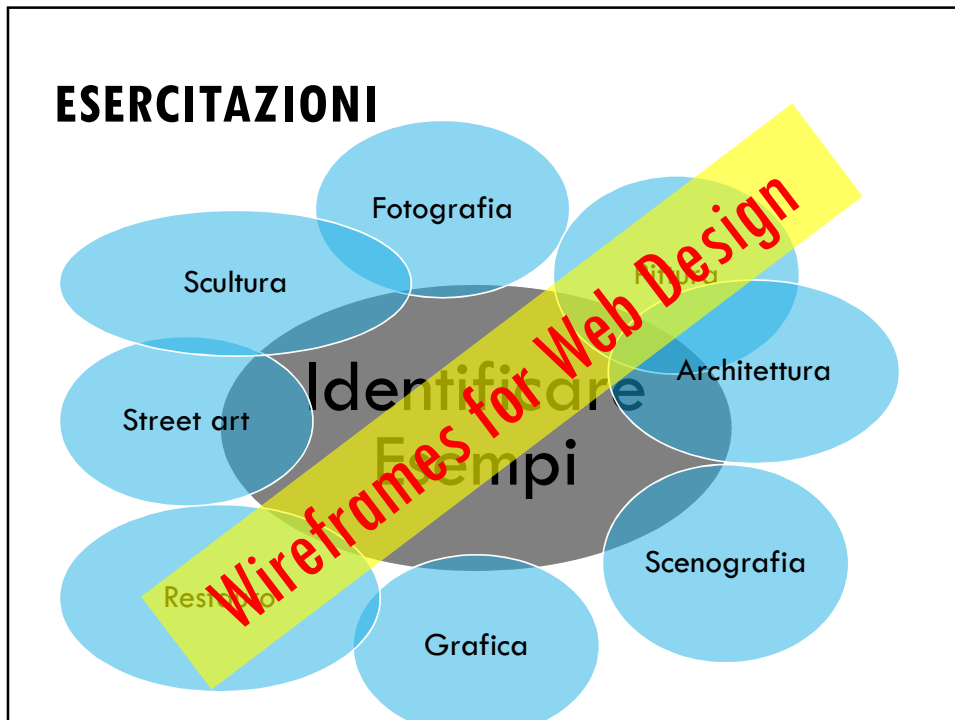 ESERCITAZIONI
Fotografia
Scultura
Pittura
Architettura
Identificare
Esempi
Street art
Scenografia
Restauro
Grafica
Wireframes for Web Design